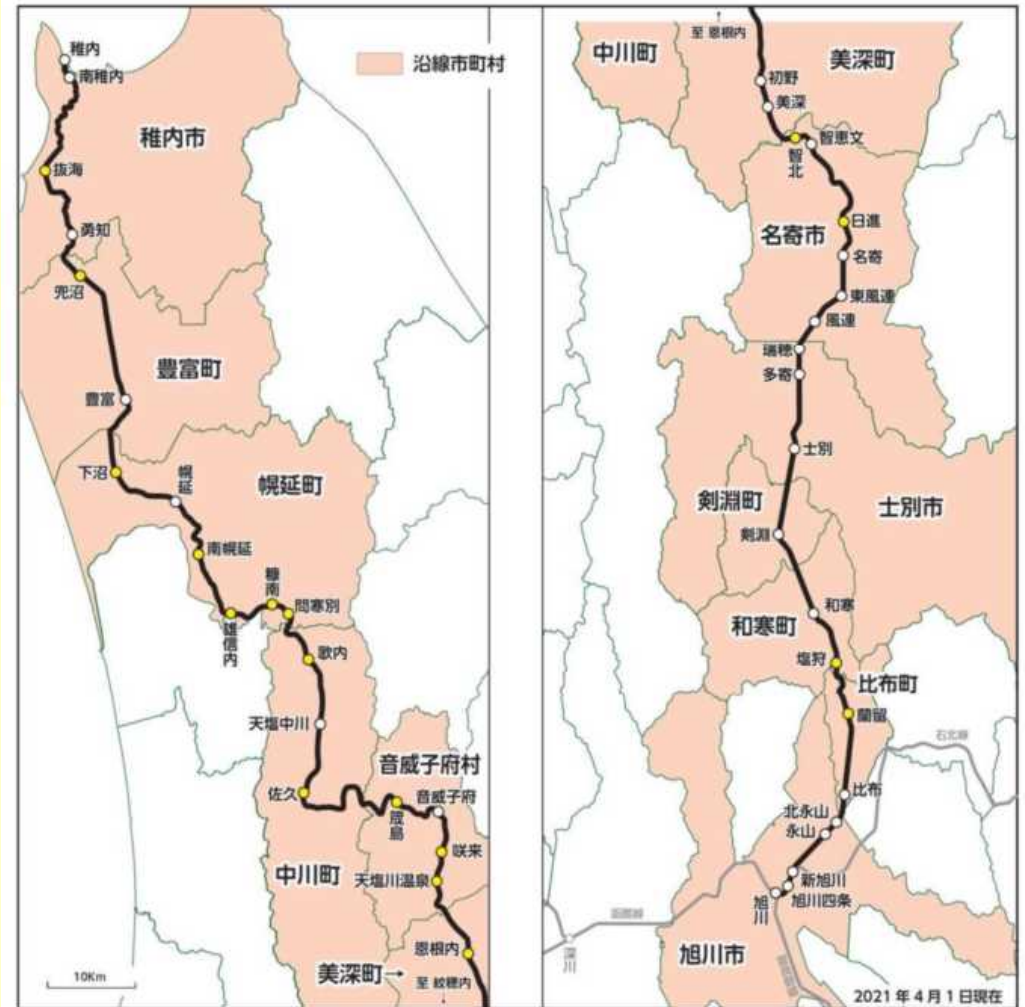 稚内
南稚内
沿線市町村
稚内市
抜海
勇知
兜沼
豊富町
豊富
下沼
幌延
幌延町
南幌延
糠南
問寒別
雄信内
歌内
天塩中川
音威子府村
佐久
音威子府
筬島
咲来
中川町
天塩川温泉
恩根内
美深町→
至 紋穂内
↓
10Km
↑
至 恩根内
中川町
美深町
初野
美深
智恵文
智北
日進
名寄市
名寄
東風連
風連
瑞穂
多寄
士別
剣淵町
士別市
剣淵
和寒
和寒町
塩狩
比布町
蘭留
石北線
比布
北永山
永山
新旭川
旭川四条
旭川
函館線
深川
旭川市
2021年4月1日現在